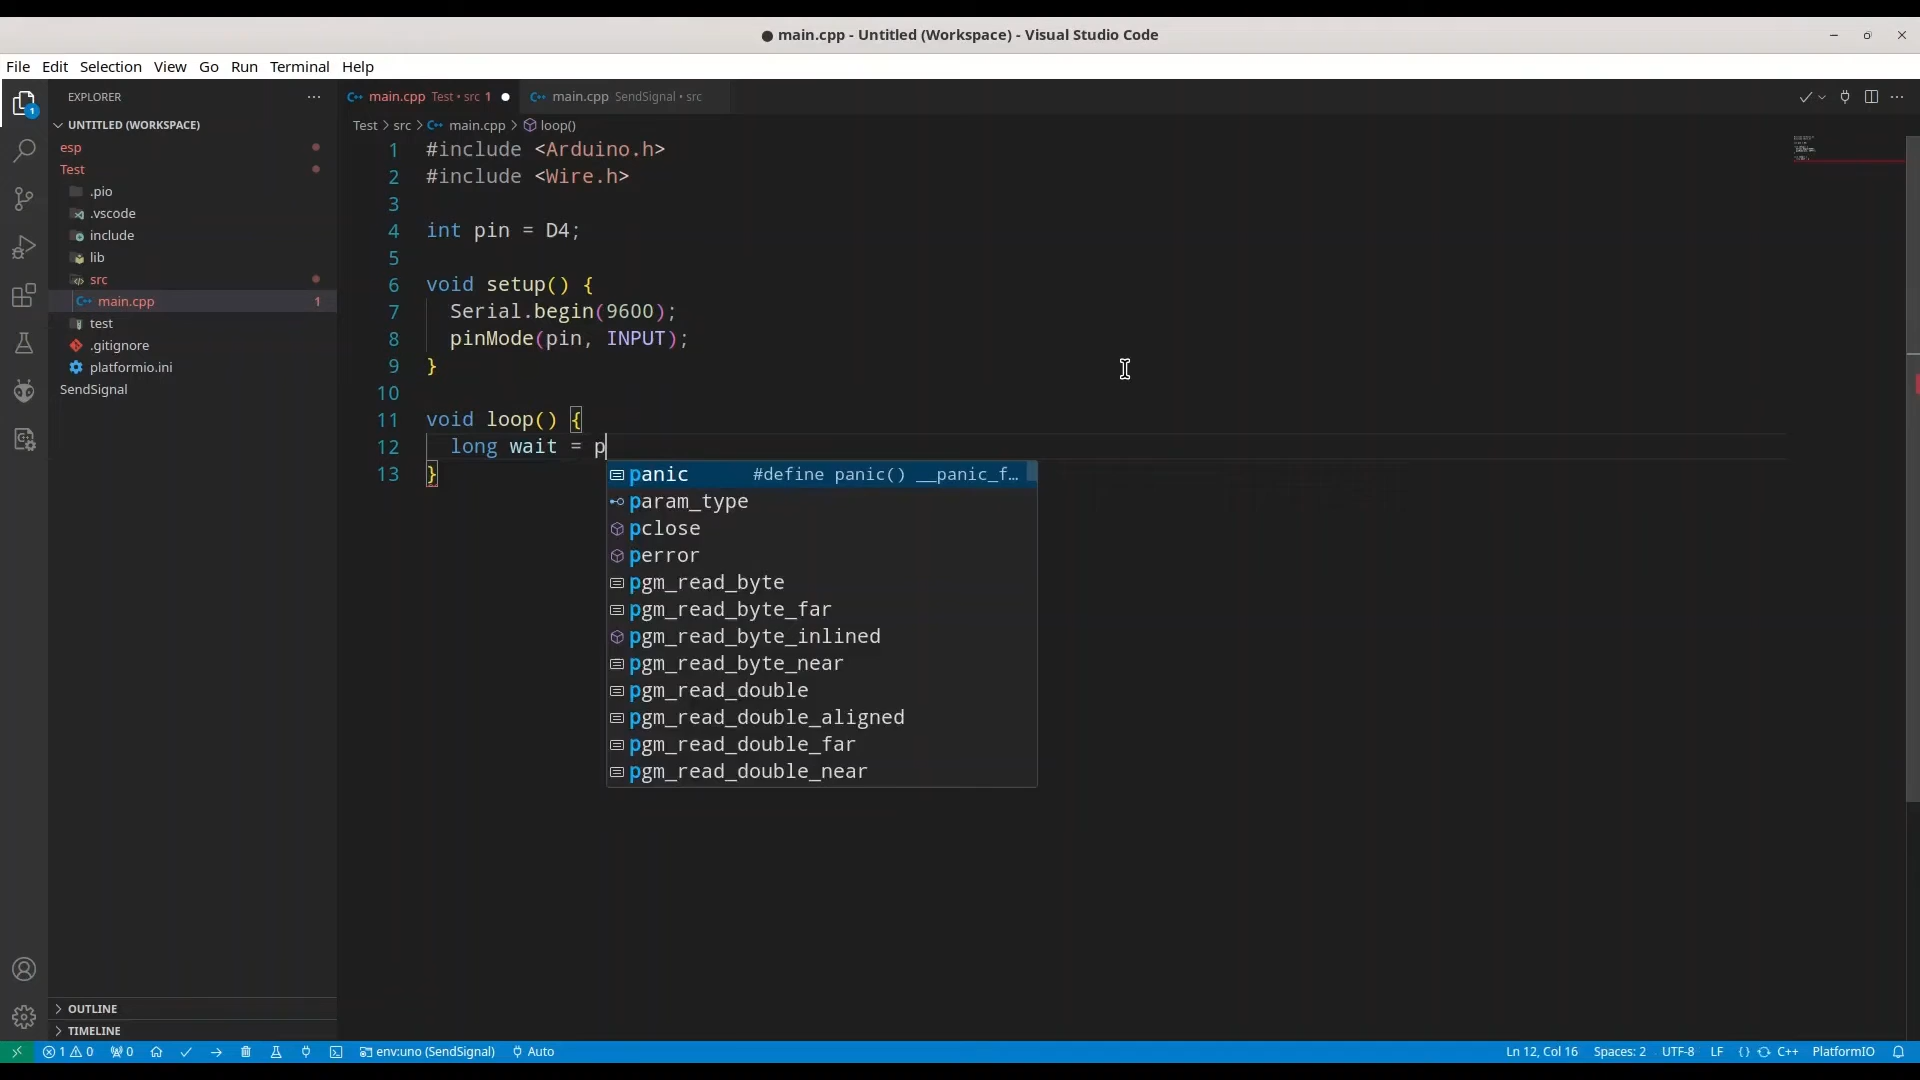 ● main.cpp - Untitled (Workspace) - Visual Studio Code
File Edit Selection View Go Run Terminal Help
EXPLORER
UNTITLED (WORKSPACE)
esp
Test
.pio
.vscode
include
lib
src
main.cpp 1
test
.gitignore
platformio.ini
SendSignal
OUTLINE
TIMELINE
main.cpp Test • src 1 ●
main.cpp SendSignal • src
Test > src > main.cpp > loop()
1 #include <Arduino.h>
2 #include <Wire.h>
3
4 int pin = D4;
5
6 void setup() {
7 Serial.begin(9600);
8 pinMode(pin, INPUT);
9 }
10
11 void loop() {
12 long wait = p
13 }
panic #define panic() __panic_f…
param_type
pclose
perror
pgm_read_byte
pgm_read_byte_far
pgm_read_byte_inlined
pgm_read_byte_near
pgm_read_double
pgm_read_double_aligned
pgm_read_double_far
pgm_read_double_near
1
1 0 0 env:uno (SendSignal) Auto
Ln 12, Col 16 Spaces: 2 UTF-8 LF {} C++ PlatformIO